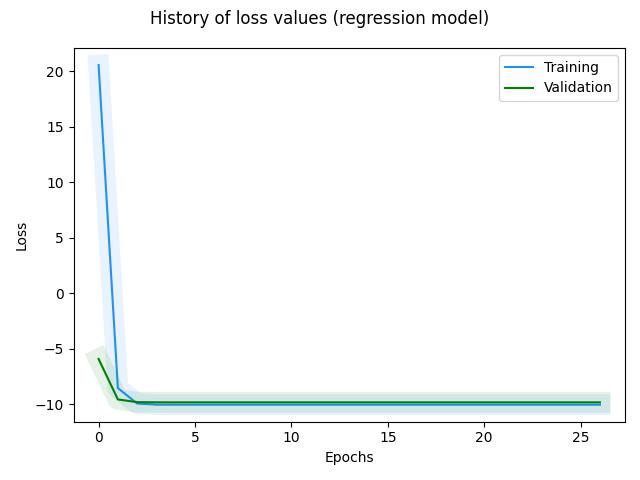 History of loss values (regression model)
Training
Validation
20
15
10
5
0
−5
−10
Loss
0 5 10 15 20 25
Epochs